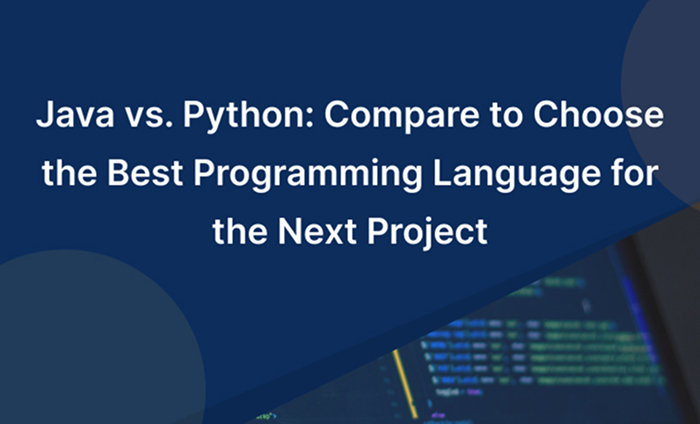 Java vs. Python: Compare to Choose
the Best Programming Language for
the Next Project